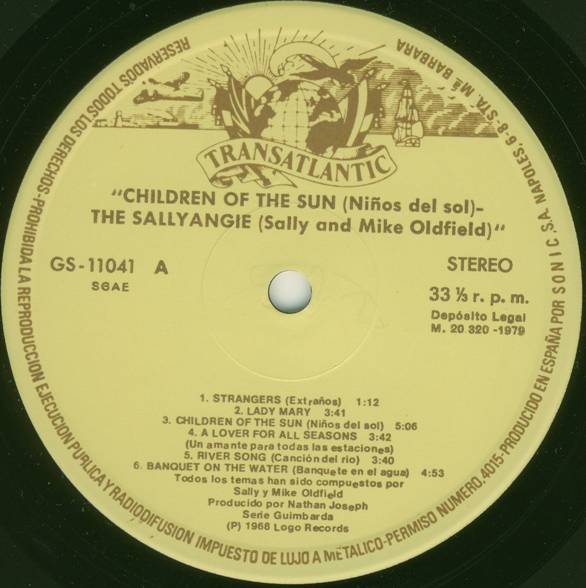 RESERVADOS TODOS LOS DERECHOS-PROHIBIDA LA REPRODUCCION EJECUCION PUBLICA Y RADIODIFUSION IMPUESTO DE LUJO A METALICO-PERMISO NUMERO. 4015-PRODUCIDO EN ESPAÑA POR SONIC S.A. NAPOLES, 6-8-STA. Mª BARBARA
TRANSATLANTIC
"CHILDREN OF THE SUN (Niños del sol)-
THE SALLYANGIE (Sally and Mike Oldfield)"
GS-11041 A
SGAE
STEREO
33 ⅓ r. p. m.
Depósito Legal
M. 20 320 -1979
1. STRANGERS (Extraños) 1:12
2. LADY MARY 3:41
3. CHILDREN OF THE SUN (Niños del sol) 5:06
4. A LOVER FOR ALL SEASONS 3:42
(Un amante para todas las estaciones)
5. RIVER SONG (Canción del rio) 3:40
6. BANQUET ON THE WATER (Banquete en el agua) 4:53
Todos los temas han sido compuestos por
Sally y Mike Oldfield
Producido por Nathan Joseph
Serie Guimbarda
(P) 1968 Logo Records